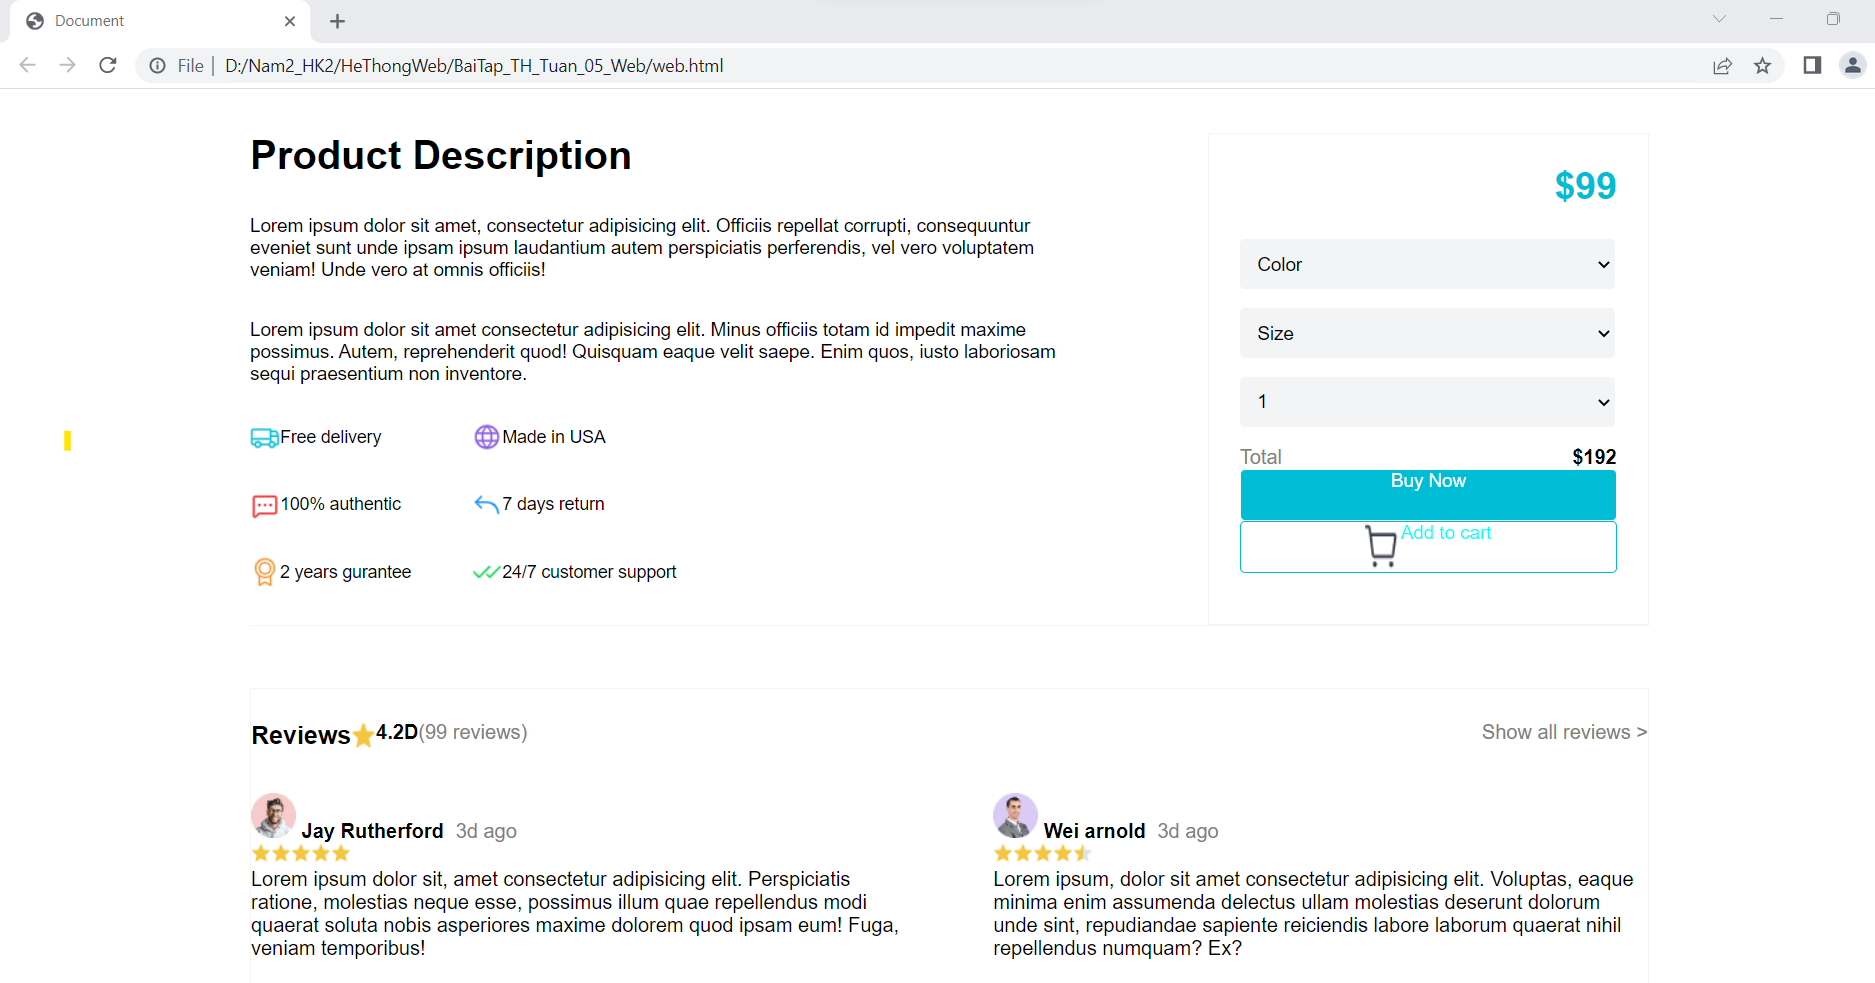 Document
File
D:/Nam2_HK2/HeThongWeb/BaiTap_TH_Tuan_05_Web/web.html
Product Description
Lorem ipsum dolor sit amet, consectetur adipisicing elit. Officiis repellat corrupti, consequuntur
eveniet sunt unde ipsam ipsum laudantium autem perspiciatis perferendis, vel vero voluptatem
veniam! Unde vero at omnis officiis!
Lorem ipsum dolor sit amet consectetur adipisicing elit. Minus officiis totam id impedit maxime
possimus. Autem, reprehenderit quod! Quisquam eaque velit saepe. Enim quos, iusto laboriosam
sequi praesentium non inventore.
Free delivery
Made in USA
100% authentic
7 days return
2 years gurantee
24/7 customer support
$99
Color
Size
1
Total $192
Buy Now
Add to cart
Reviews 4.2D(99 reviews)
Show all reviews >
Jay Rutherford 3d ago
Lorem ipsum dolor sit, amet consectetur adipisicing elit. Perspiciatis
ratione, molestias neque esse, possimus illum quae repellendus modi
quaerat soluta nobis asperiores maxime dolorem quod ipsam eum! Fuga,
veniam temporibus!
Wei arnold 3d ago
Lorem ipsum, dolor sit amet consectetur adipisicing elit. Voluptas, eaque
minima enim assumenda delectus ullam molestias deserunt dolorum
unde sint, repudiandae sapiente reiciendis labore laborum quaerat nihil
repellendus numquam? Ex?